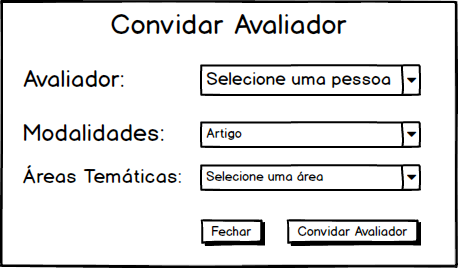 Convidar Avaliador
Avaliador: Selecione uma pessoa
Modalidades: Artigo
Áreas Temáticas: Selecione uma área
Fechar Convidar Avaliador